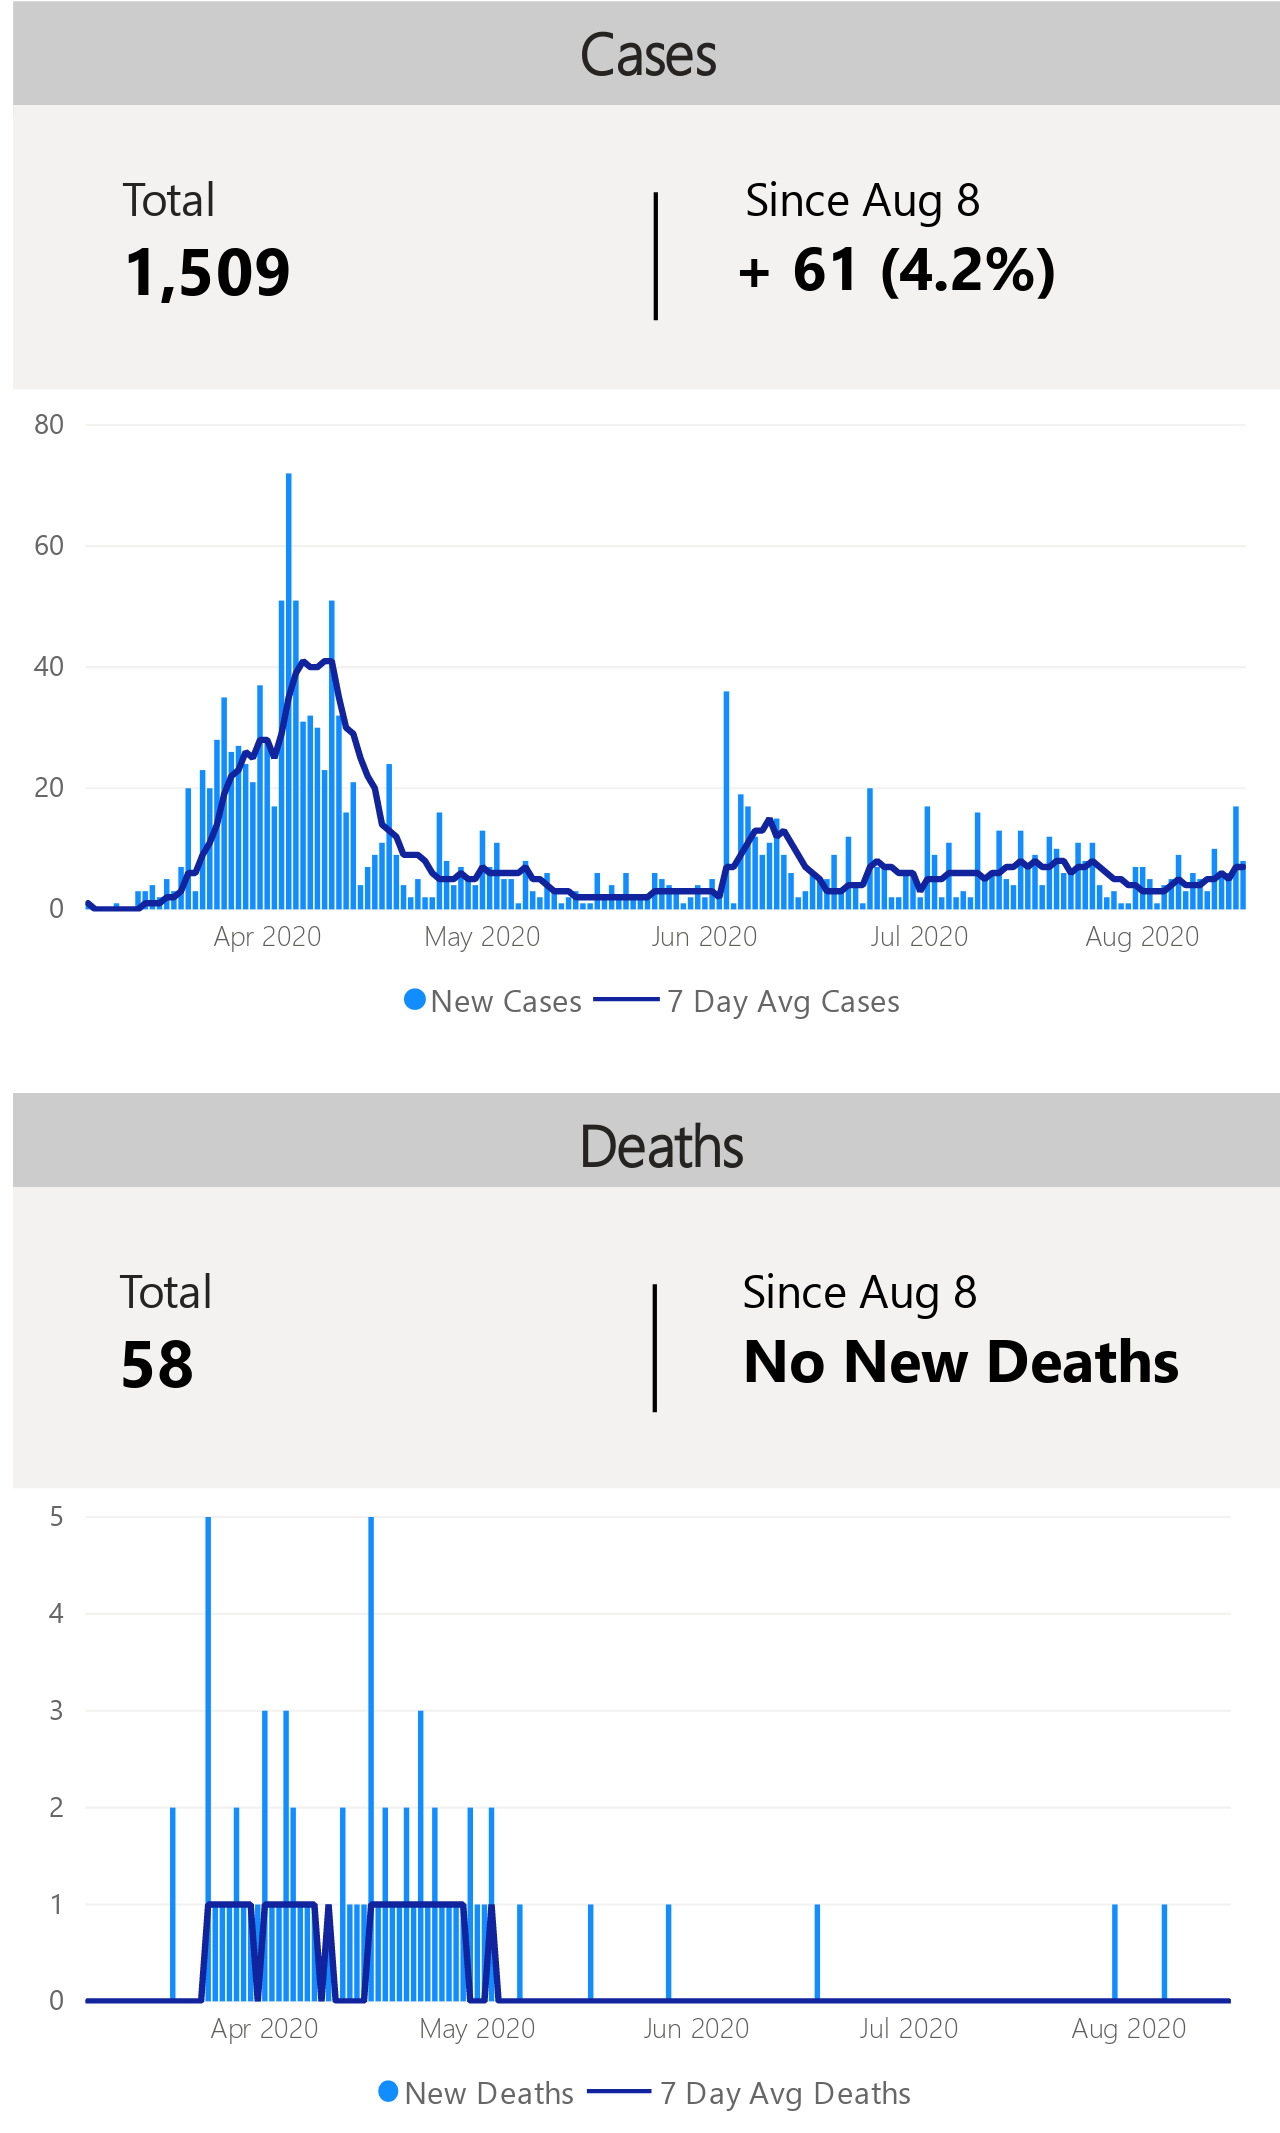 Cases
Total
Since Aug 8
1,509
+ 61 (4.2%)
80
60
40
20
0
Apr 2020
May 2020
Jun 2020
Jul 2020
Aug 2020
New Cases
7 Day Avg Cases
Deaths
Total
Since Aug 8
58
No New Deaths
5
4
3
2
1
0
Apr 2020
May 2020
Jun 2020
Jul 2020
Aug 2020
New Deaths
7 Day Avg Deaths